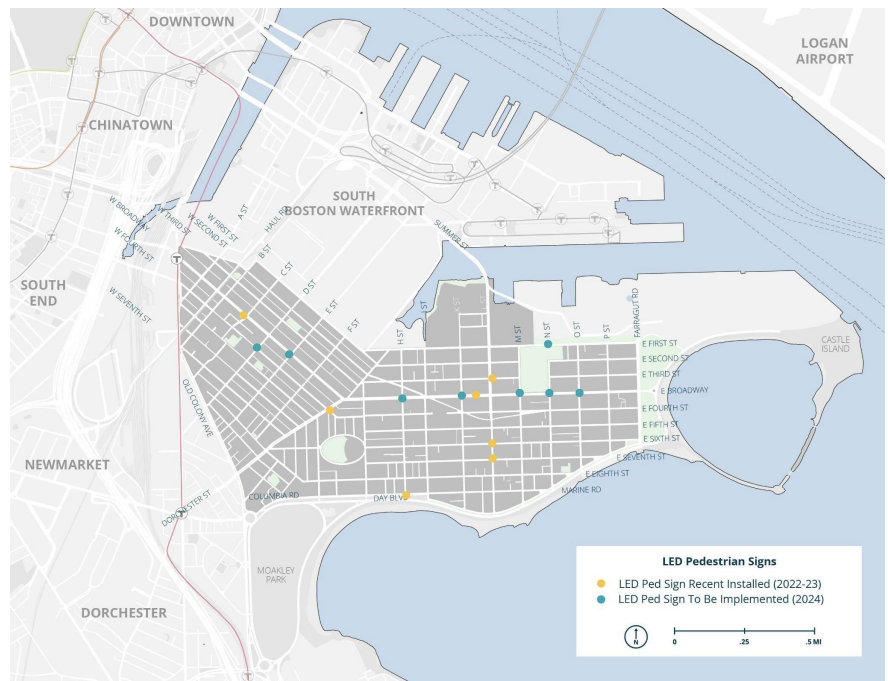 DOWNTOWN
LOGAN
AIRPORT
CHINATOWN
SOUTH
BOSTON WATERFRONT
W BROADWAY
W THIRD ST
W SECOND ST
W FIRST ST
A ST
HAUL RD
W FOURTH ST
B ST
C ST
D ST
E ST
F ST
SUMMER ST
SOUTH
END
W SEVENTH ST
H ST
I ST
K ST
M ST
N ST
O ST
P ST
FARRAGUT RD
E FIRST ST
E SECOND ST
E THIRD ST
E BROADWAY
E FOURTH ST
E FIFTH ST
E SIXTH ST
E SEVENTH ST
E EIGHTH ST
MARINE RD
CASTLE
ISLAND
OLD COLONY AVE
NEWMARKET
DORCHESTER ST
COLUMBIA RD
DAY BLVD
MOAKLEY
PARK
DORCHESTER
LED Pedestrian Signs
LED Ped Sign Recent Installed (2022-23)
LED Ped Sign To Be Implemented (2024)
N
0 .25 .5 MI